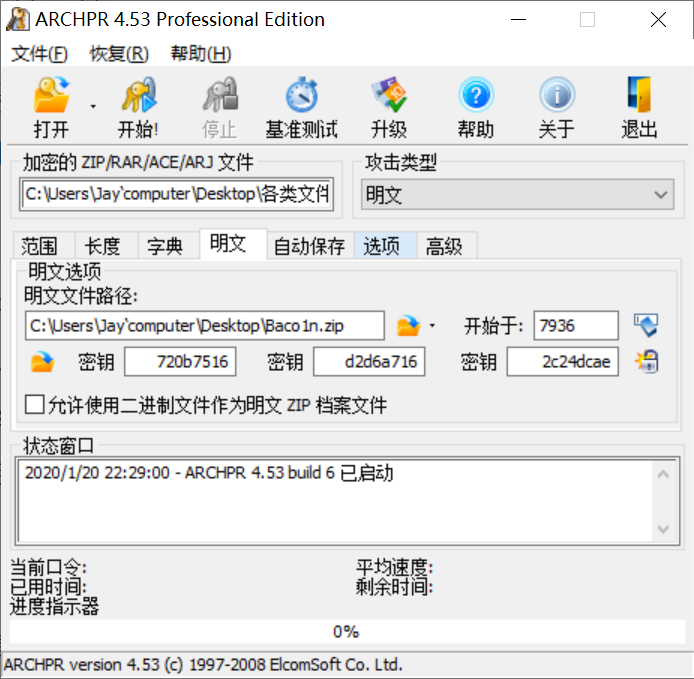 ARCHPR 4.53 Professional Edition
文件(F) 恢复(R) 帮助(H)
打开 开始! 停止 基准测试 升级 帮助 关于 退出
加密的 ZIP/RAR/ACE/ARJ 文件 攻击类型
C:\Users\Jay'computer\Desktop\各类文件 明文
范围 长度 字典 明文 自动保存 选项 高级
明文选项
明文文件路径:
C:\Users\Jay'computer\Desktop\Baco1n.zip 开始于: 7936
密钥 720b7516 密钥 d2d6a716 密钥 2c24dcae
允许使用二进制文件作为明文 ZIP 档案文件
状态窗口
2020/1/20 22:29:00 - ARCHPR 4.53 build 6 已启动
当前口令: 平均速度:
已用时间: 剩余时间:
进度指示器
0%
ARCHPR version 4.53 (c) 1997-2008 ElcomSoft Co. Ltd.